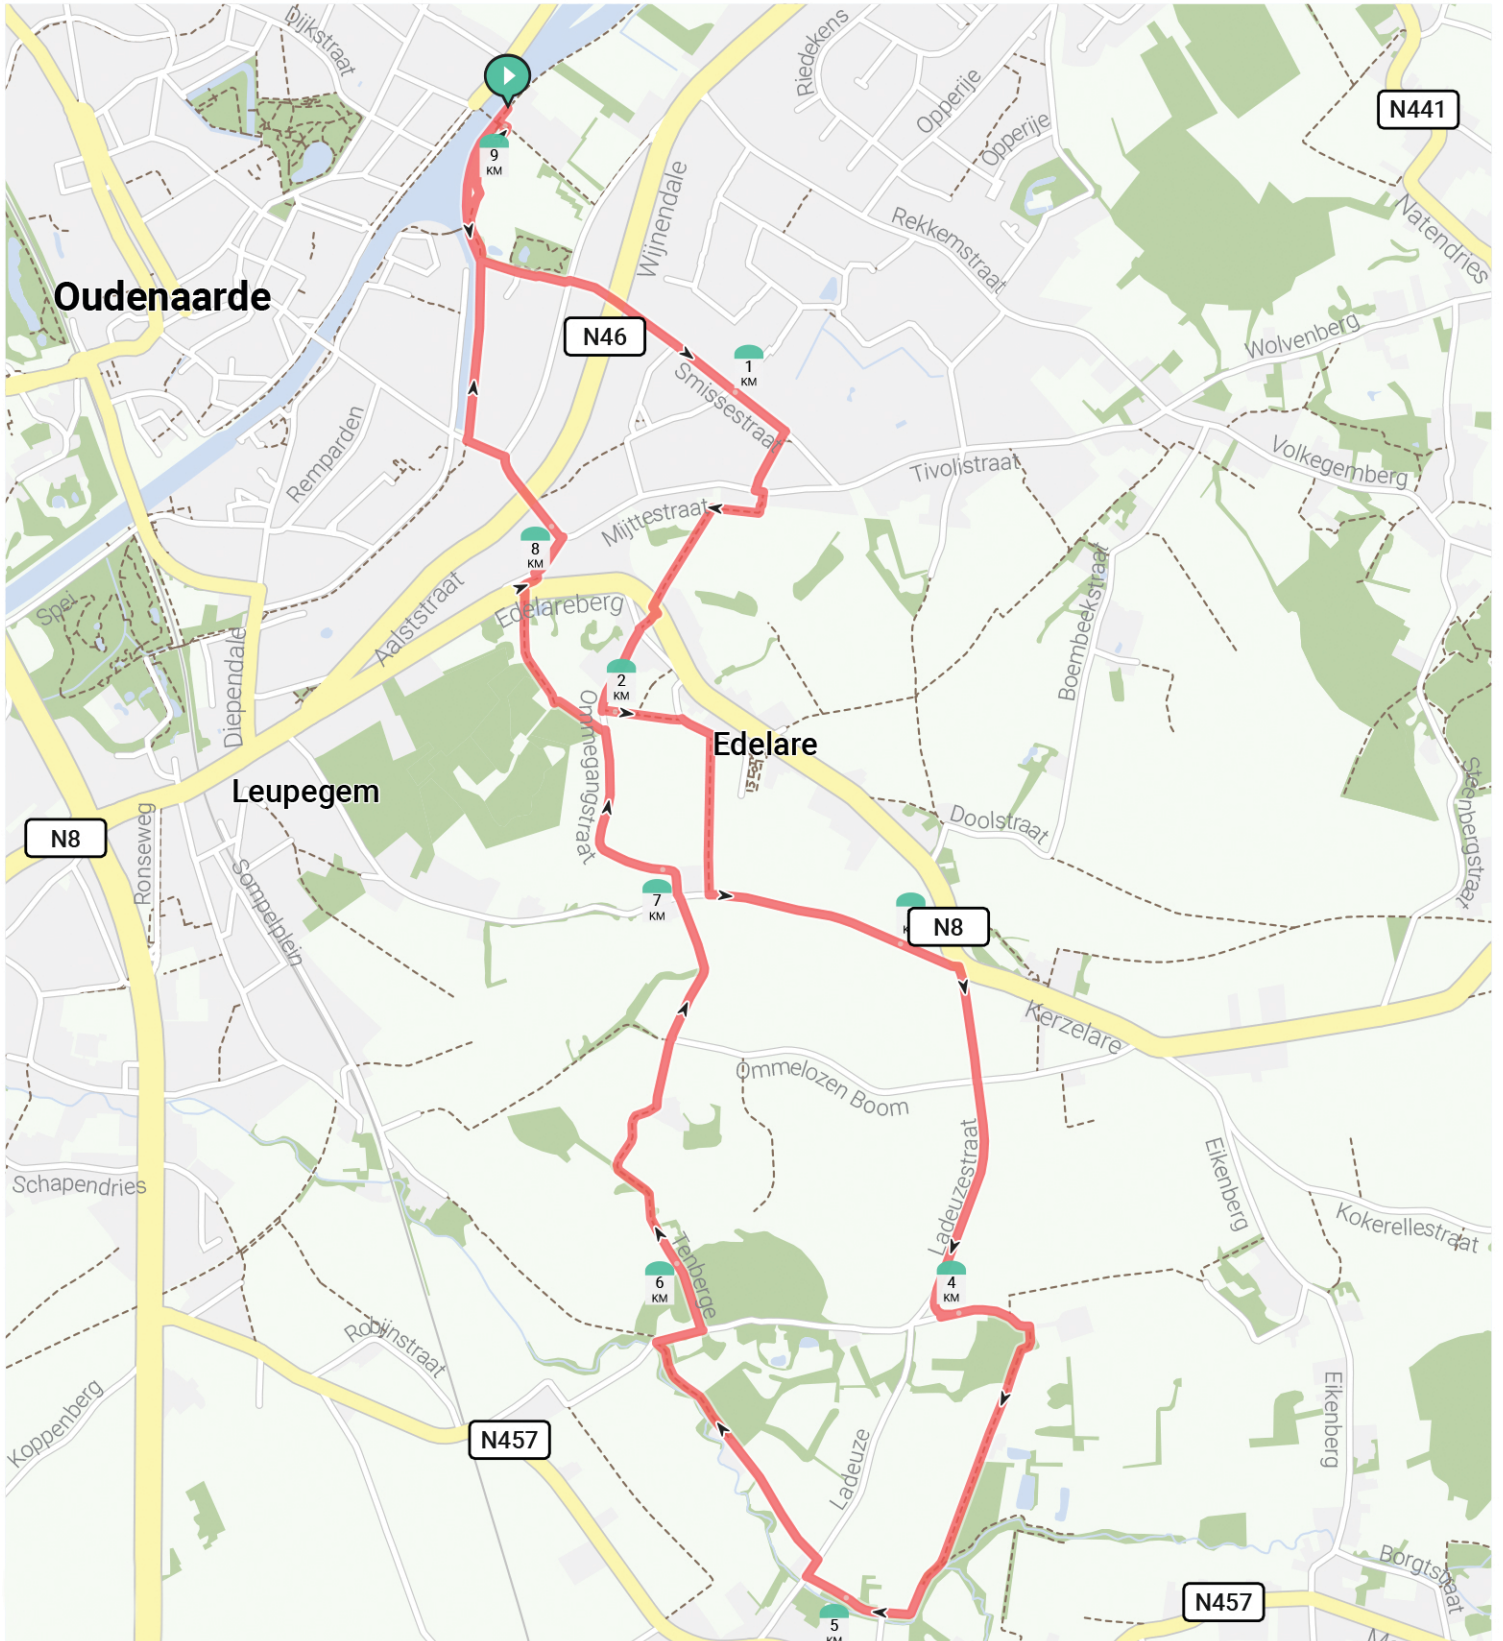 Dijkstraat
Riedekens
Opperije
Opperije
N441
9
KM
Natendries
Rekkemstraat
Wijnendale
Oudenaarde
N46
Wolvenberg
1
KM
Smissestraat
Remparden
Tivolistraat
Volkegemberg
Mijttestraat
8
KM
Spei
Aalststraat
Edelareberg
Boembeekstraat
Diependale
2
KM
Ommegangstraat
Edelare
Leupegem
Steenbergstraat
Doolstraat
N8
Ronseweg
Sompelplein
7
KM
N8
Kerzelare
Ommelozen Boom
Ladeuzestraat
Schapendries
Eikenberg
Kokerellestraat
Tenberge
6
KM
4
KM
Robijnstraat
Koppenberg
Eikenberg
N457
Ladeuze
Borgtstraat
N457
5
KM